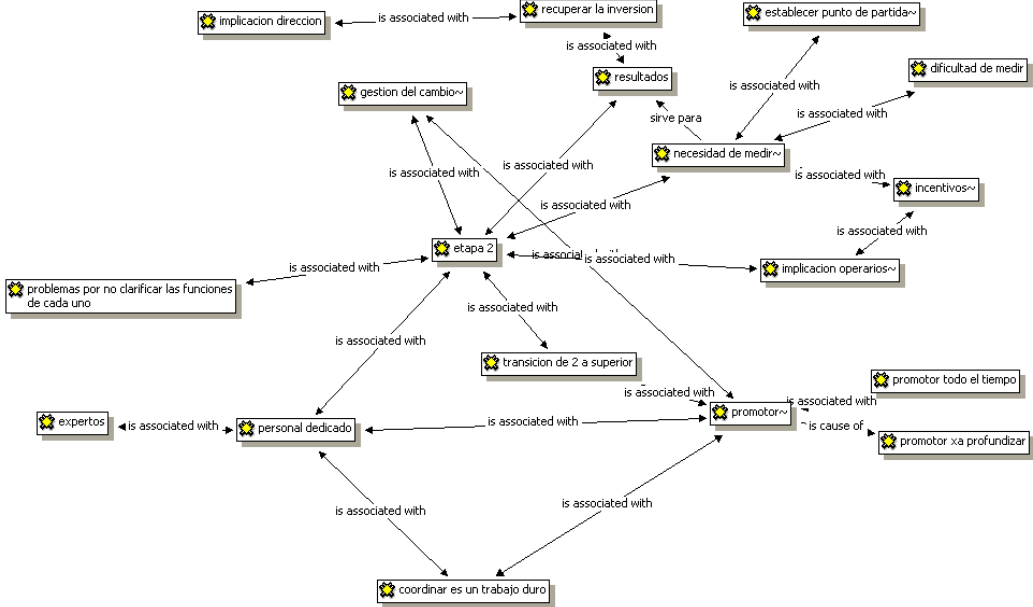 implicacion direccion
is associated with
recuperar la inversion
establecer punto de partida~
is associated with
resultados
dificultad de medir
gestion del cambio~
is associated with
is associated with
sirve para
necesidad de medir~
is associated with
is associated with
is associated with
incentivos~
is associated with
is associated with
etapa 2
is associated with
is associated with
implicacion operarios~
is associated with
problemas por no clarificar las funciones
de cada uno
is associated with
is associated with
transicion de 2 a superior
promotor todo el tiempo
is associated with
is associated with
promotor~
expertos
is associated with
personal dedicado
is associated with
is cause of
promotor xa profundizar
is associated with
is associated with
coordinar es un trabajo duro